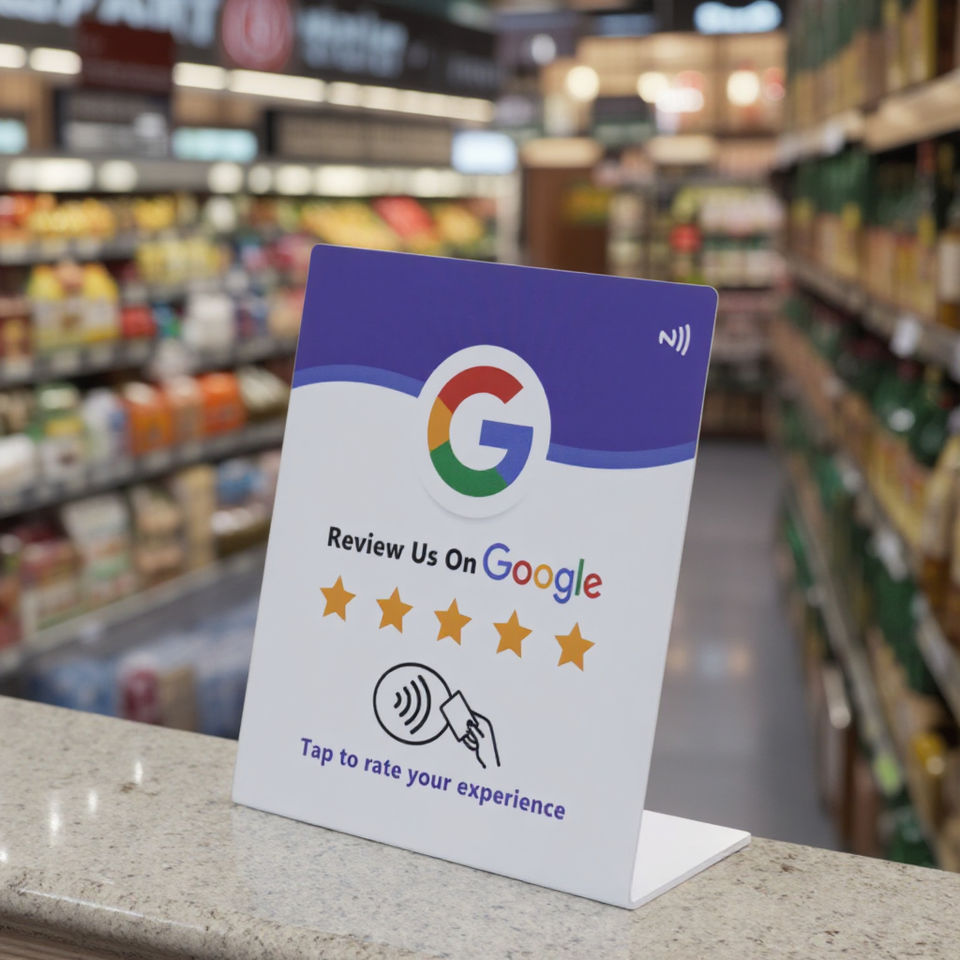 Review Us On Google
Tap to rate your experience